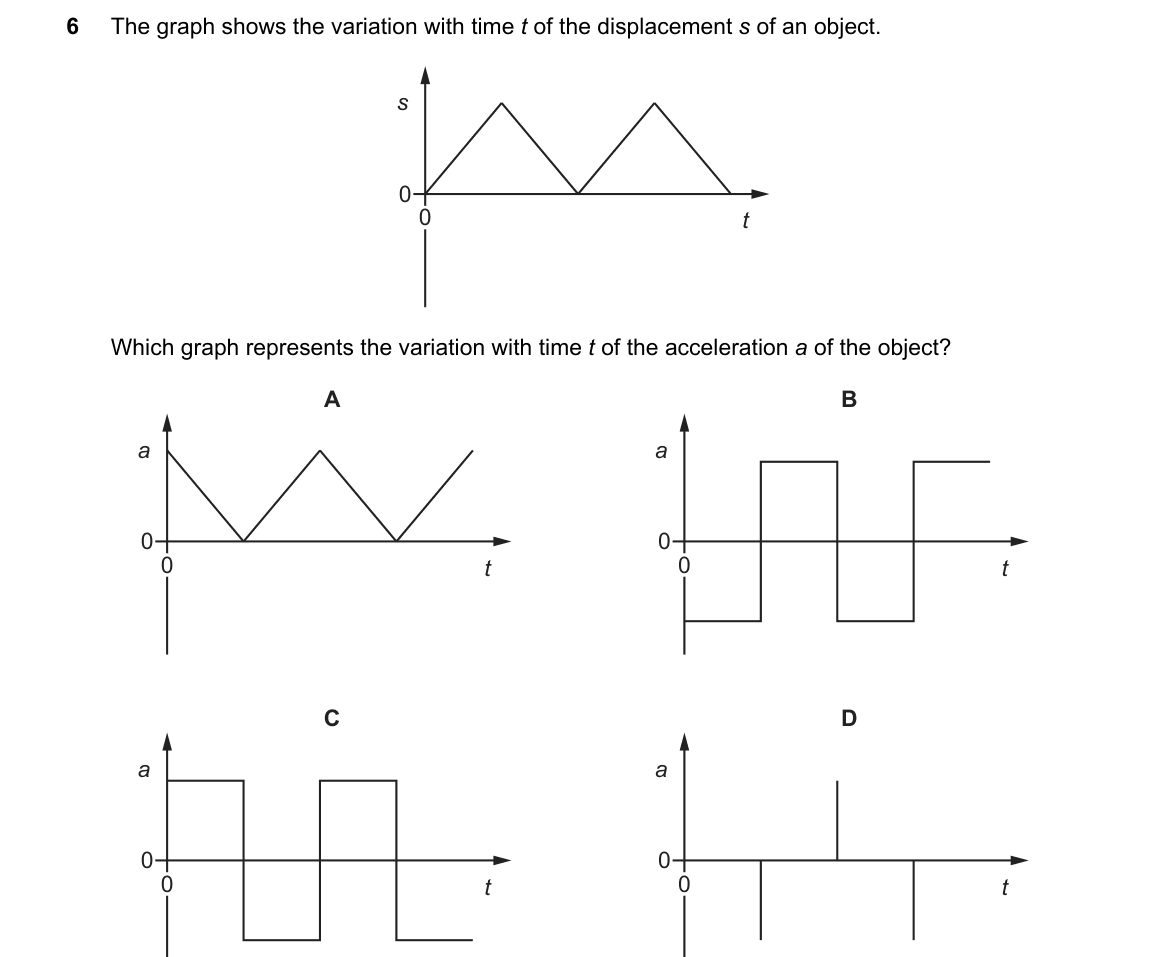 6 The graph shows the variation with time t of the displacement s of an object.
s
0
0
t
Which graph represents the variation with time t of the acceleration a of the object?
A
B
a
a
0
0
0
0
t
t
C
D
a
a
0
0
0
0
t
t